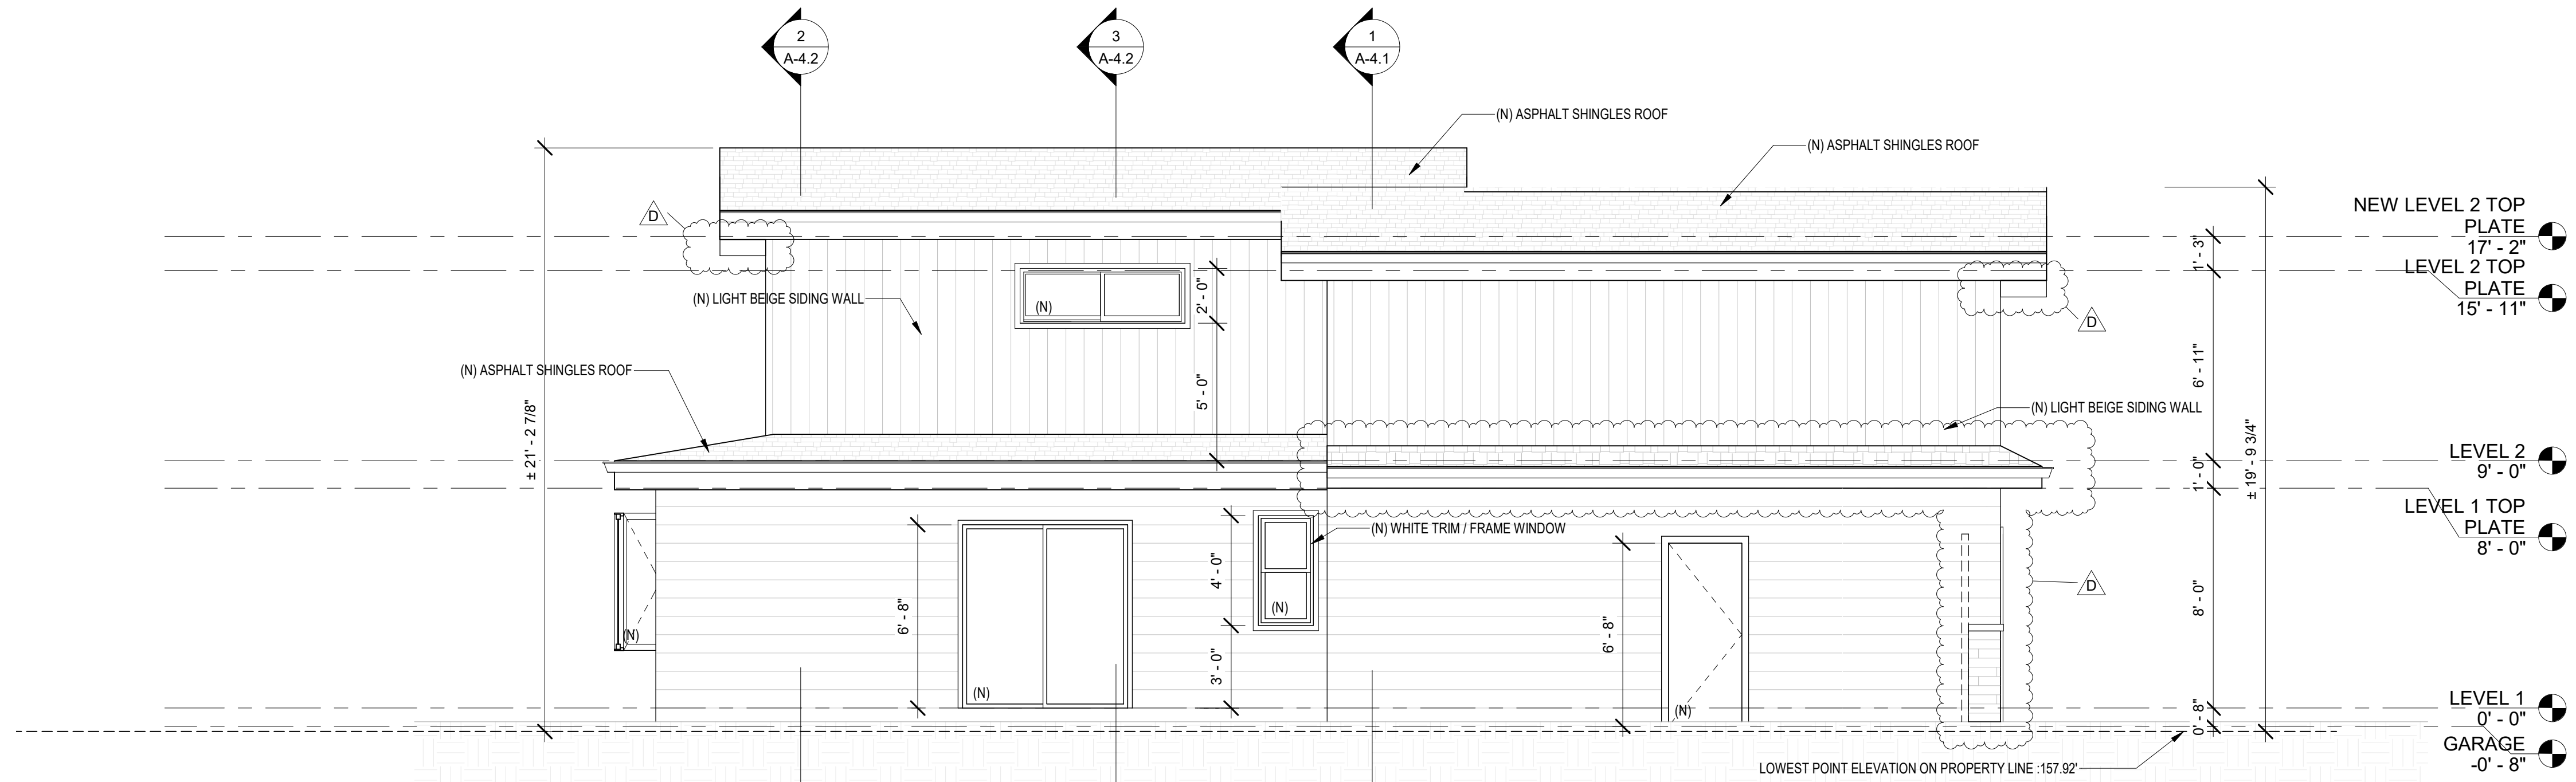 2
A-4.2
3
A-4.2
1
A-4.1
(N) ASPHALT SHINGLES ROOF
(N) ASPHALT SHINGLES ROOF
D
NEW LEVEL 2 TOP
PLATE
17' - 2"
1' - 3"
LEVEL 2 TOP
PLATE
15' - 11"
(N) LIGHT BEIGE SIDING WALL
(N)
2' - 0"
D
(N) ASPHALT SHINGLES ROOF
5' - 0"
6' - 11"
(N) LIGHT BEIGE SIDING WALL
± 21' - 2 7/8"
± 19' - 9 3/4"
LEVEL 2
9' - 0"
1' - 0"
LEVEL 1 TOP
PLATE
8' - 0"
(N) WHITE TRIM / FRAME WINDOW
4' - 0"
(N)
6' - 8"
6' - 8"
8' - 0"
D
(N)
3' - 0"
(N)
(N)
LEVEL 1
0' - 0"
0' - 8"
GARAGE
-0' - 8"
LOWEST POINT ELEVATION ON PROPERTY LINE :157.92'